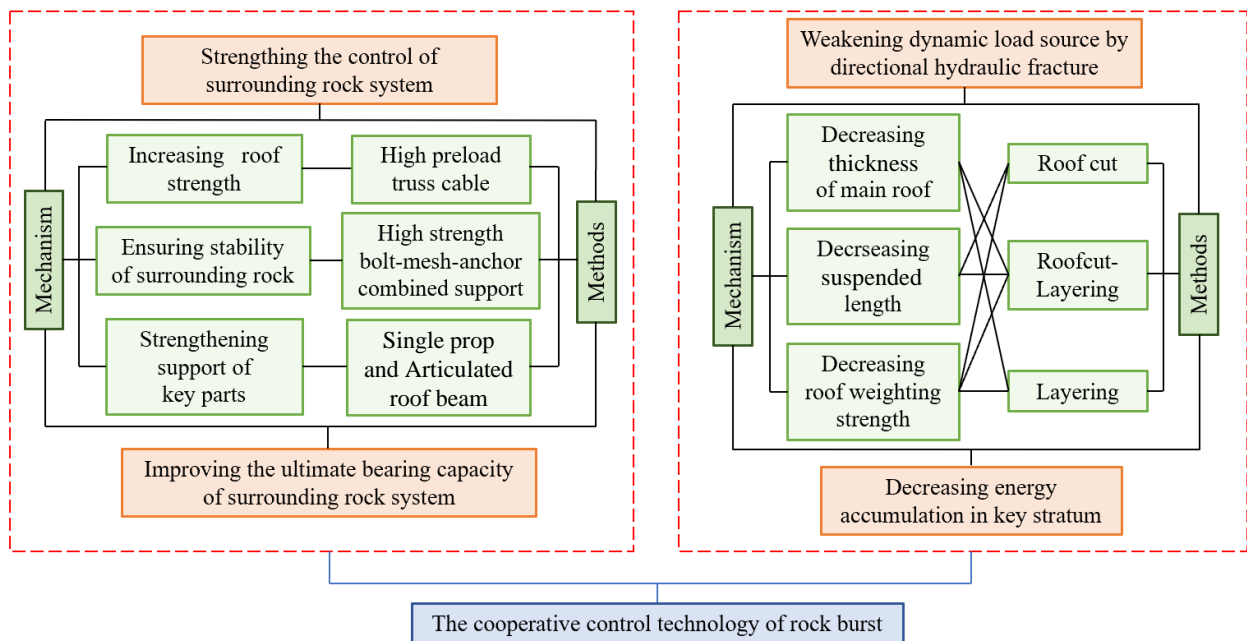 Strengthing the control of
surrounding rock system
Mechanism
Increasing roof
strength
High preload
truss cable
Ensuring stability
of surrounding rock
High strength
bolt-mesh-anchor
combined support
Strengthening
support of
key parts
Single prop
and Articulated
roof beam
Methods
Improving the ultimate bearing capacity
of surrounding rock system
Weakening dynamic load source by
directional hydraulic fracture
Mechanism
Decreasing
thickness
of main roof
Decrseasing
suspended
length
Decreasing
roof weighting
strength
Roof cut
Roofcut-
Layering
Layering
Methods
Decreasing energy
accumulation in key stratum
The cooperative control technology of rock burst